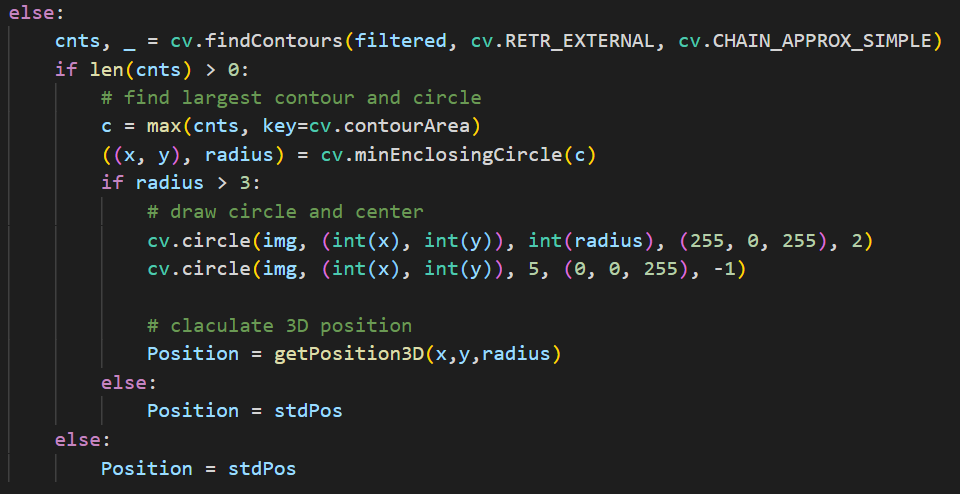 else:
    cnts, _ = cv.findContours(filtered, cv.RETR_EXTERNAL, cv.CHAIN_APPROX_SIMPLE)
    if len(cnts) > 0:
        # find largest contour and circle
        c = max(cnts, key=cv.contourArea)
        ((x, y), radius) = cv.minEnclosingCircle(c)
        if radius > 3:
            # draw circle and center
            cv.circle(img, (int(x), int(y)), int(radius), (255, 0, 255), 2)
            cv.circle(img, (int(x), int(y)), 5, (0, 0, 255), -1)

            # claculate 3D position
            Position = getPosition3D(x,y,radius)
        else:
            Position = stdPos
    else:
        Position = stdPos